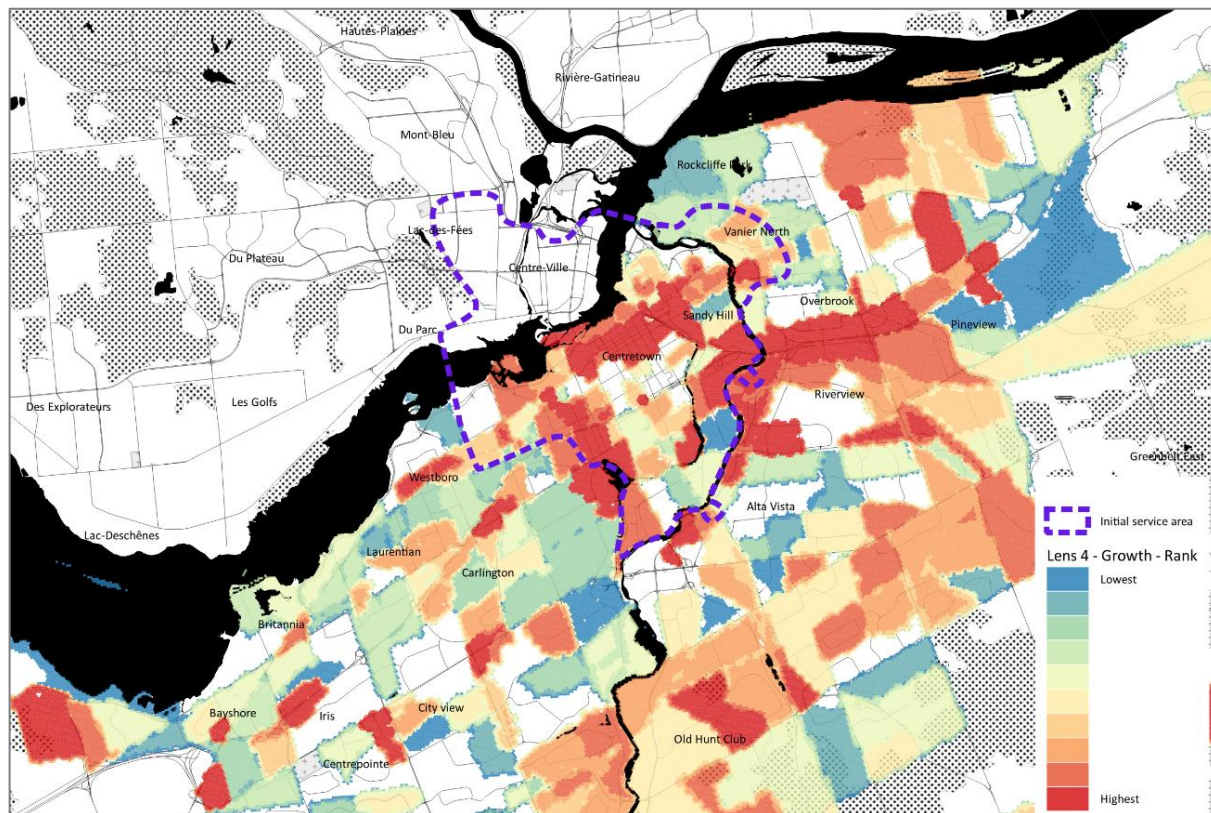 Hautes-Plaines
Rivière-Gatineau
Mont-Bleu
Rockcliffe Park
Lac-des-Fées
Vanier North
Du Plateau
Centre-Ville
Overbrook
Sandy Hill
Pineview
Du Parc
Centretown
Des Explorateurs
Les Golfs
Riverview
Greenbelt East
Westboro
Alta Vista
Initial service area
Lac-Deschênes
Laurentian
Lens 4 - Growth - Rank
Carlington
Lowest
Britannia
Bayshore
Iris
City view
Old Hunt Club
Centrepointe
Highest